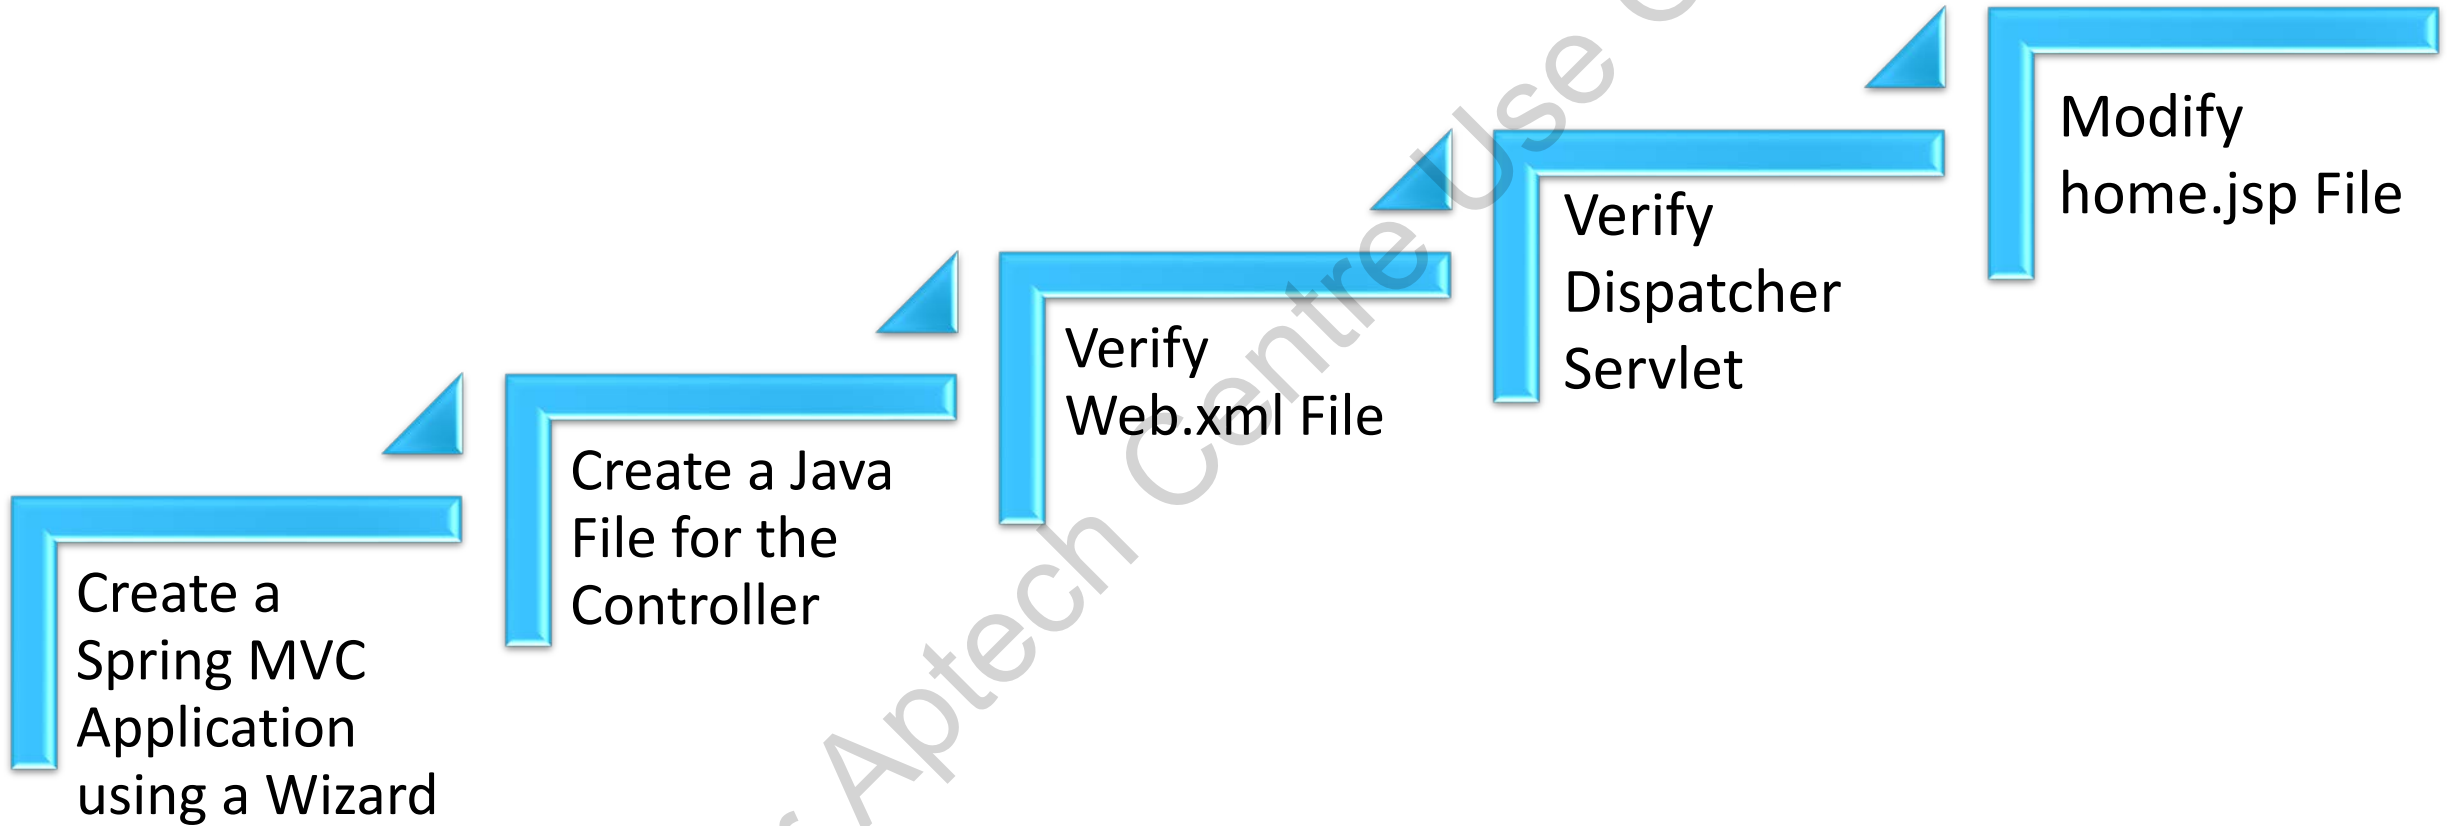 Create a
Spring MVC
Application
using a Wizard
Create a Java
File for the
Controller
Verify
Web.xml File
Verify
Dispatcher
Servlet
Modify
home.jsp File
Aptech Centre Use